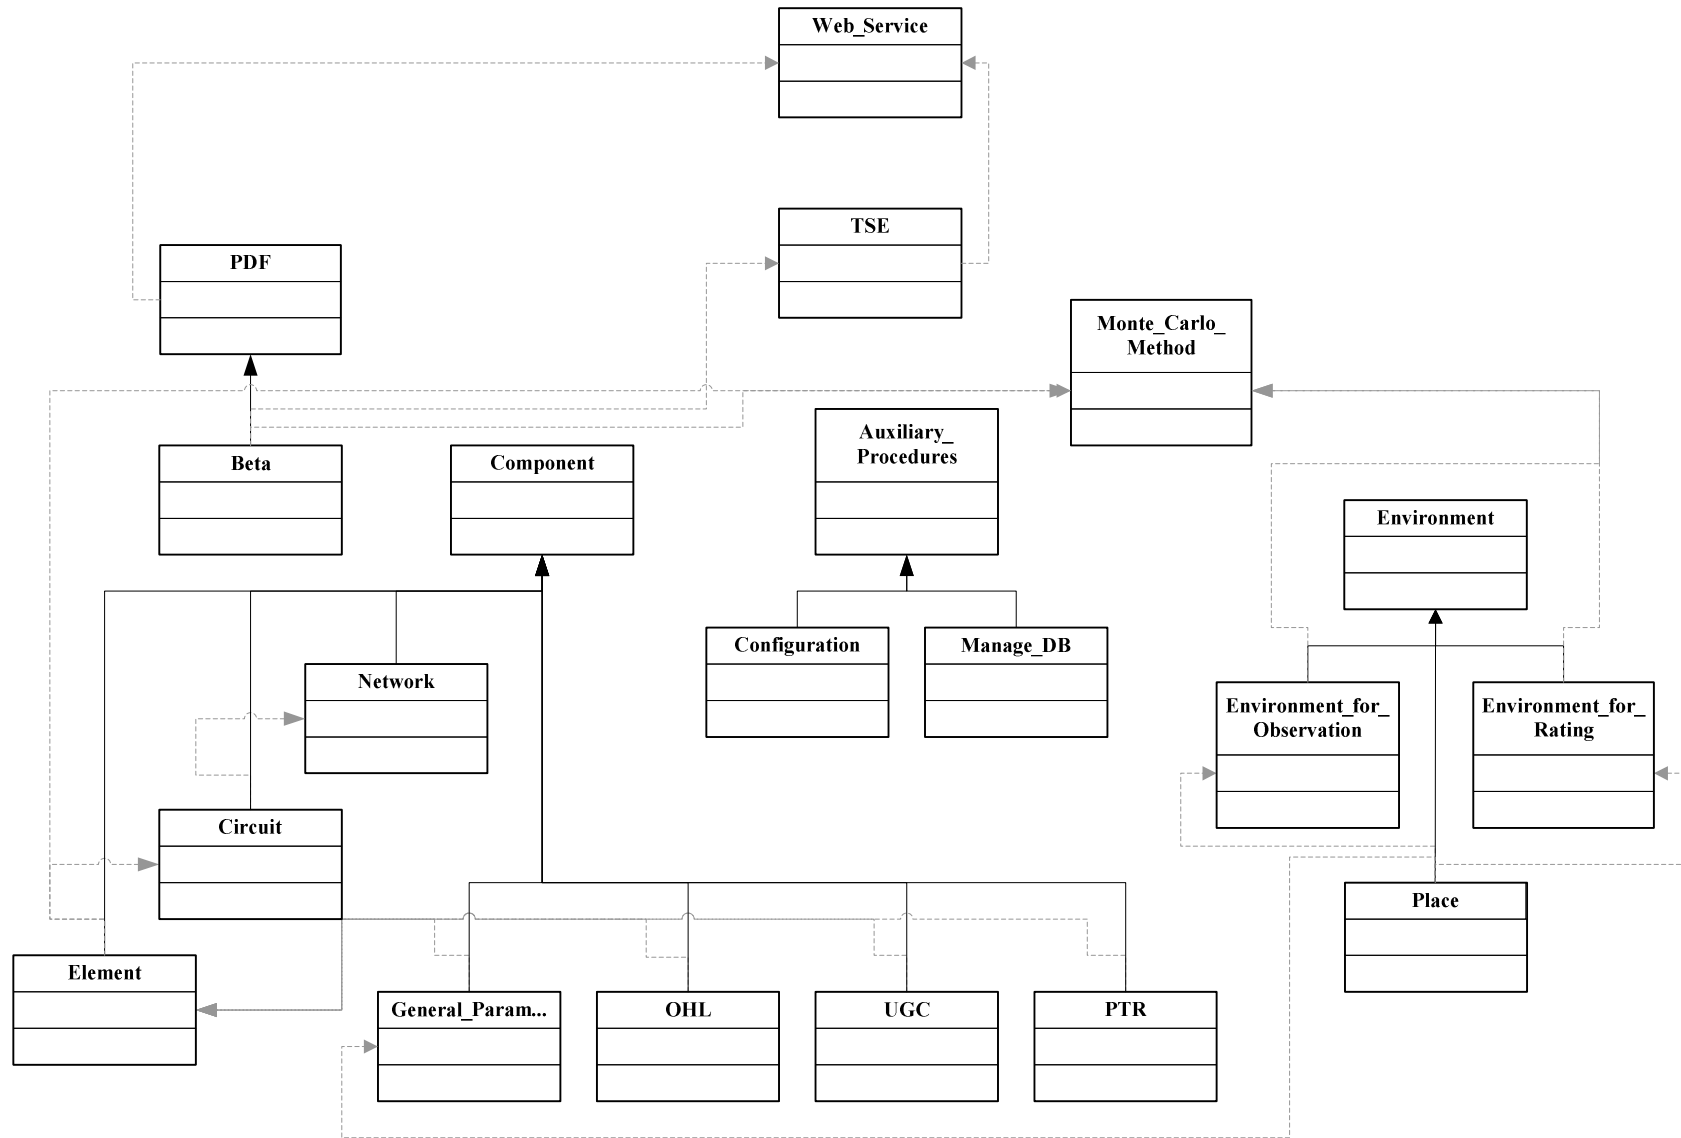 Web_Service
TSE
PDF
Monte_Carlo_
Method
Auxiliary_
Procedures
Beta
Component
Environment
Configuration
Manage_DB
Network
Environment_for_
Observation
Environment_for_
Rating
Circuit
Place
Element
General_Param...
OHL
UGC
PTR